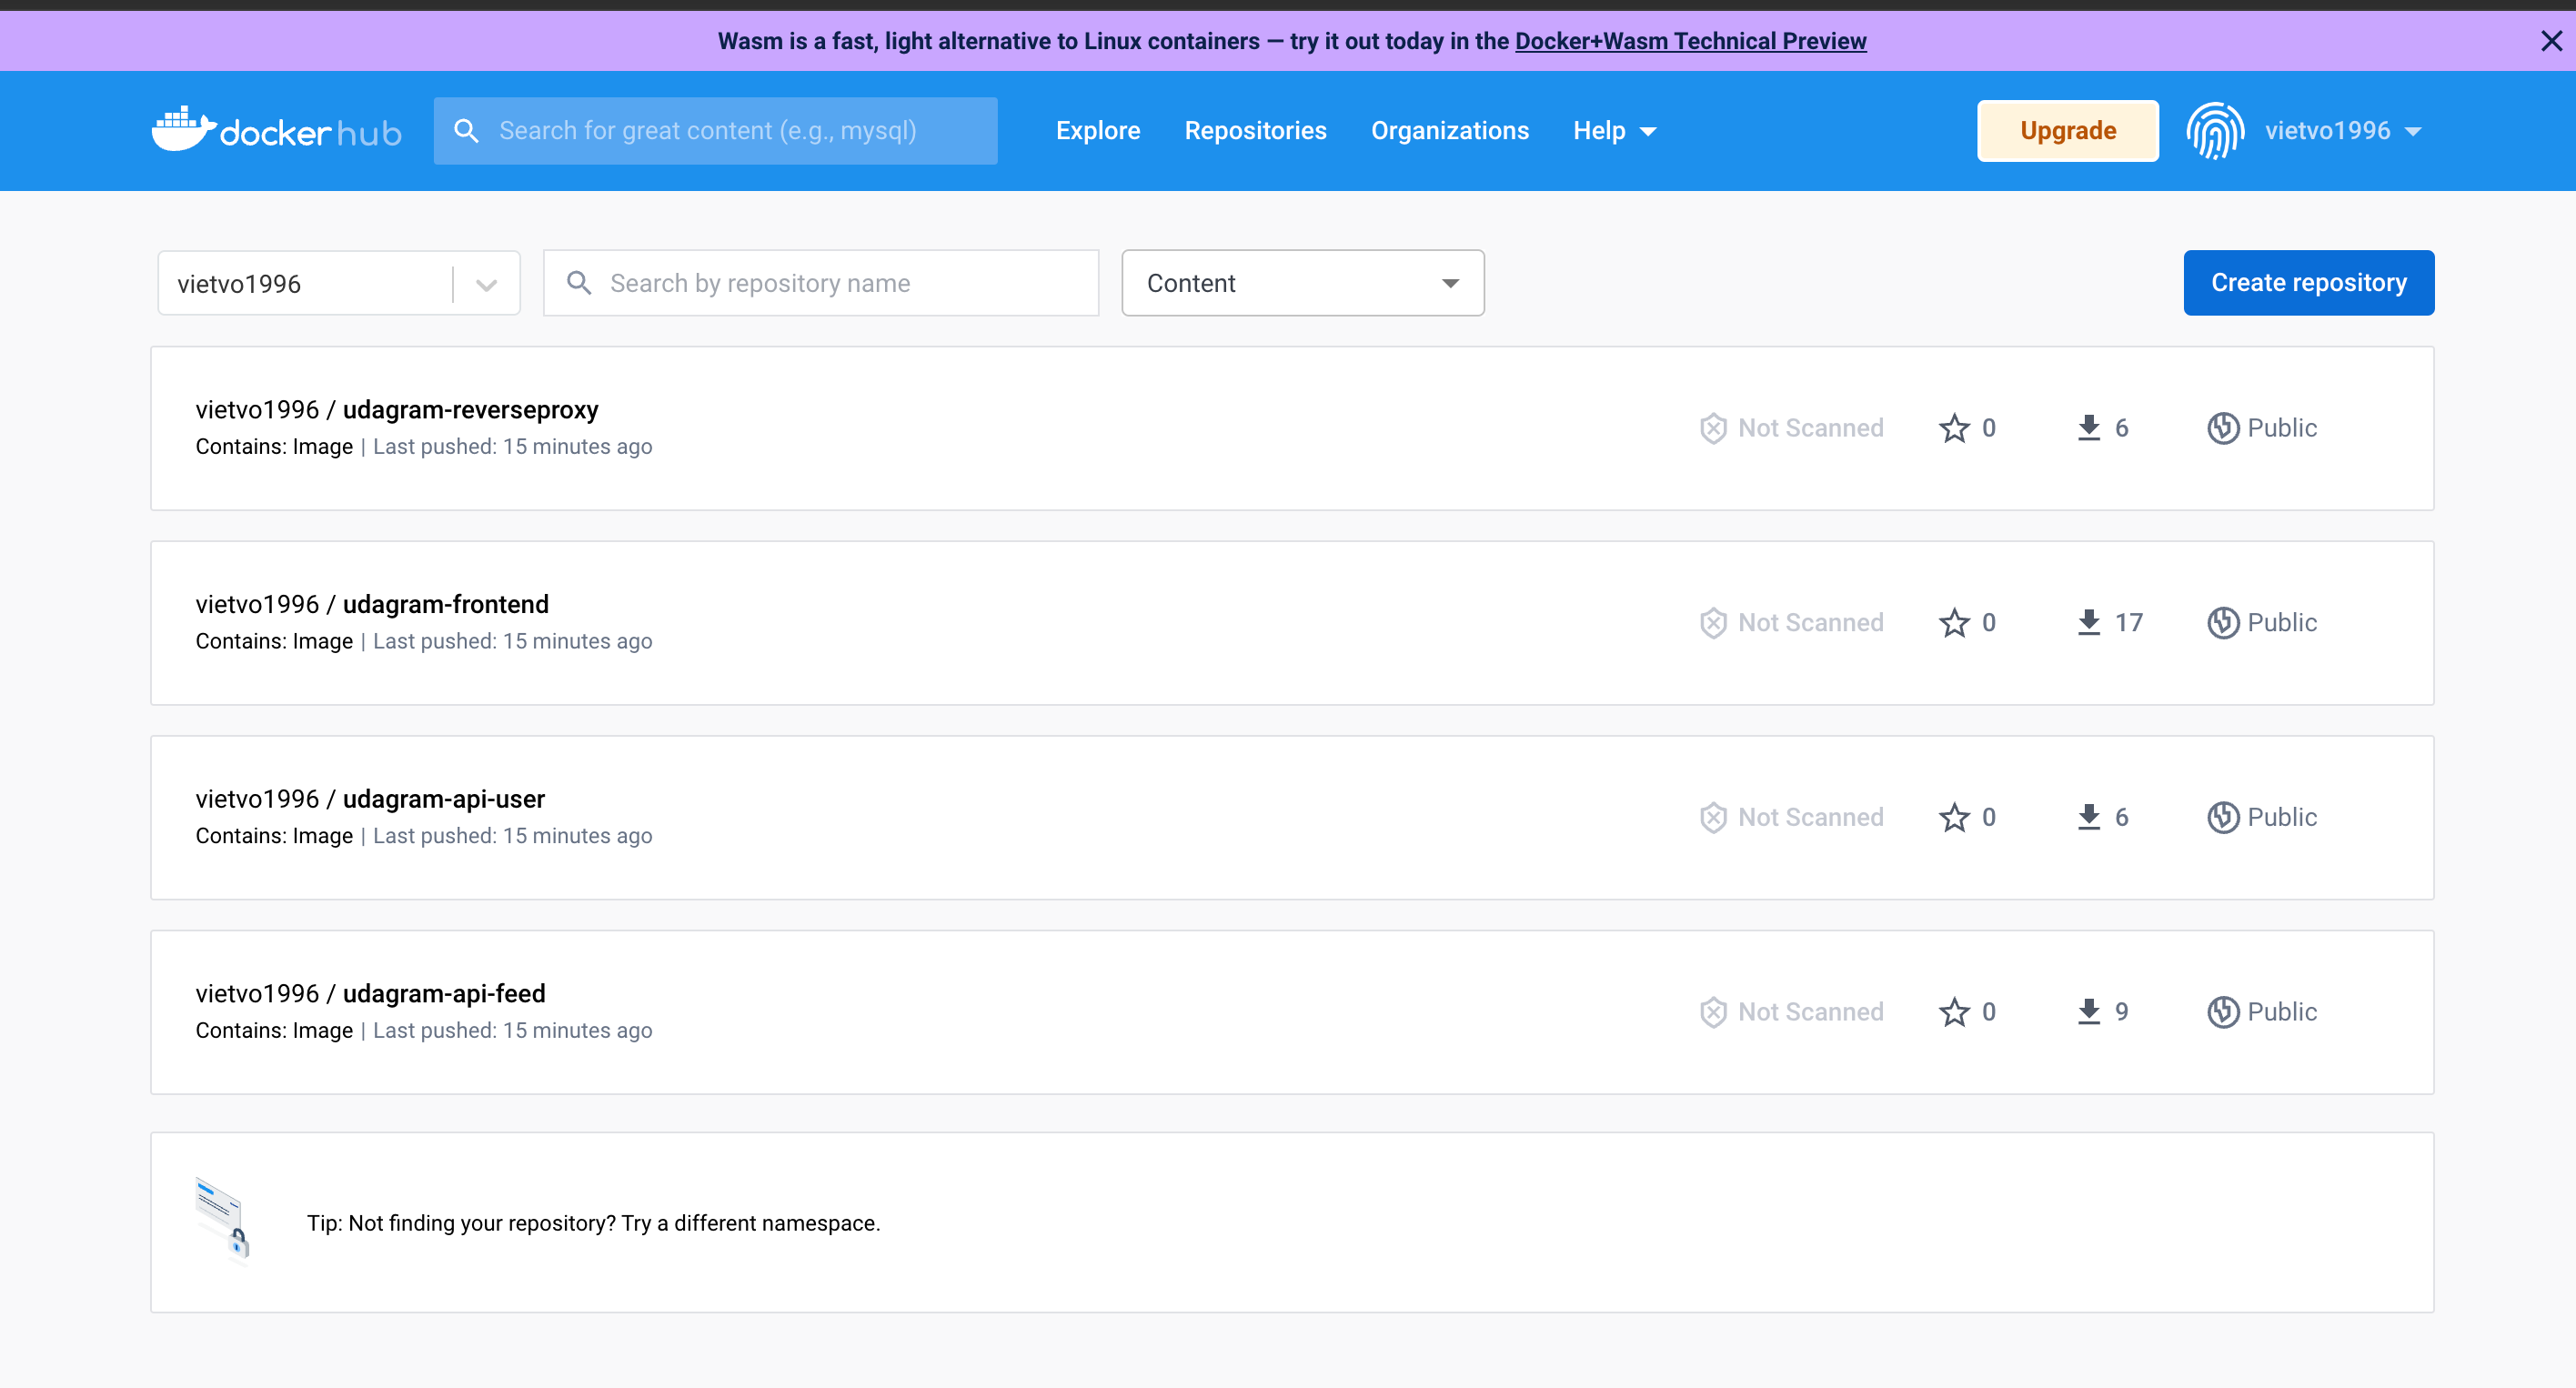 Wasm is a fast, light alternative to Linux containers — try it out today in the Docker+Wasm Technical Preview
docker hub
Search for great content (e.g., mysql)
Explore
Repositories
Organizations
Help
Upgrade
vietvo1996
vietvo1996
Search by repository name
Content
Create repository
vietvo1996 / udagram-reverseproxy
Contains: Image | Last pushed: 15 minutes ago
Not Scanned
0
6
Public
vietvo1996 / udagram-frontend
Contains: Image | Last pushed: 15 minutes ago
Not Scanned
0
17
Public
vietvo1996 / udagram-api-user
Contains: Image | Last pushed: 15 minutes ago
Not Scanned
0
6
Public
vietvo1996 / udagram-api-feed
Contains: Image | Last pushed: 15 minutes ago
Not Scanned
0
9
Public
Tip: Not finding your repository? Try a different namespace.